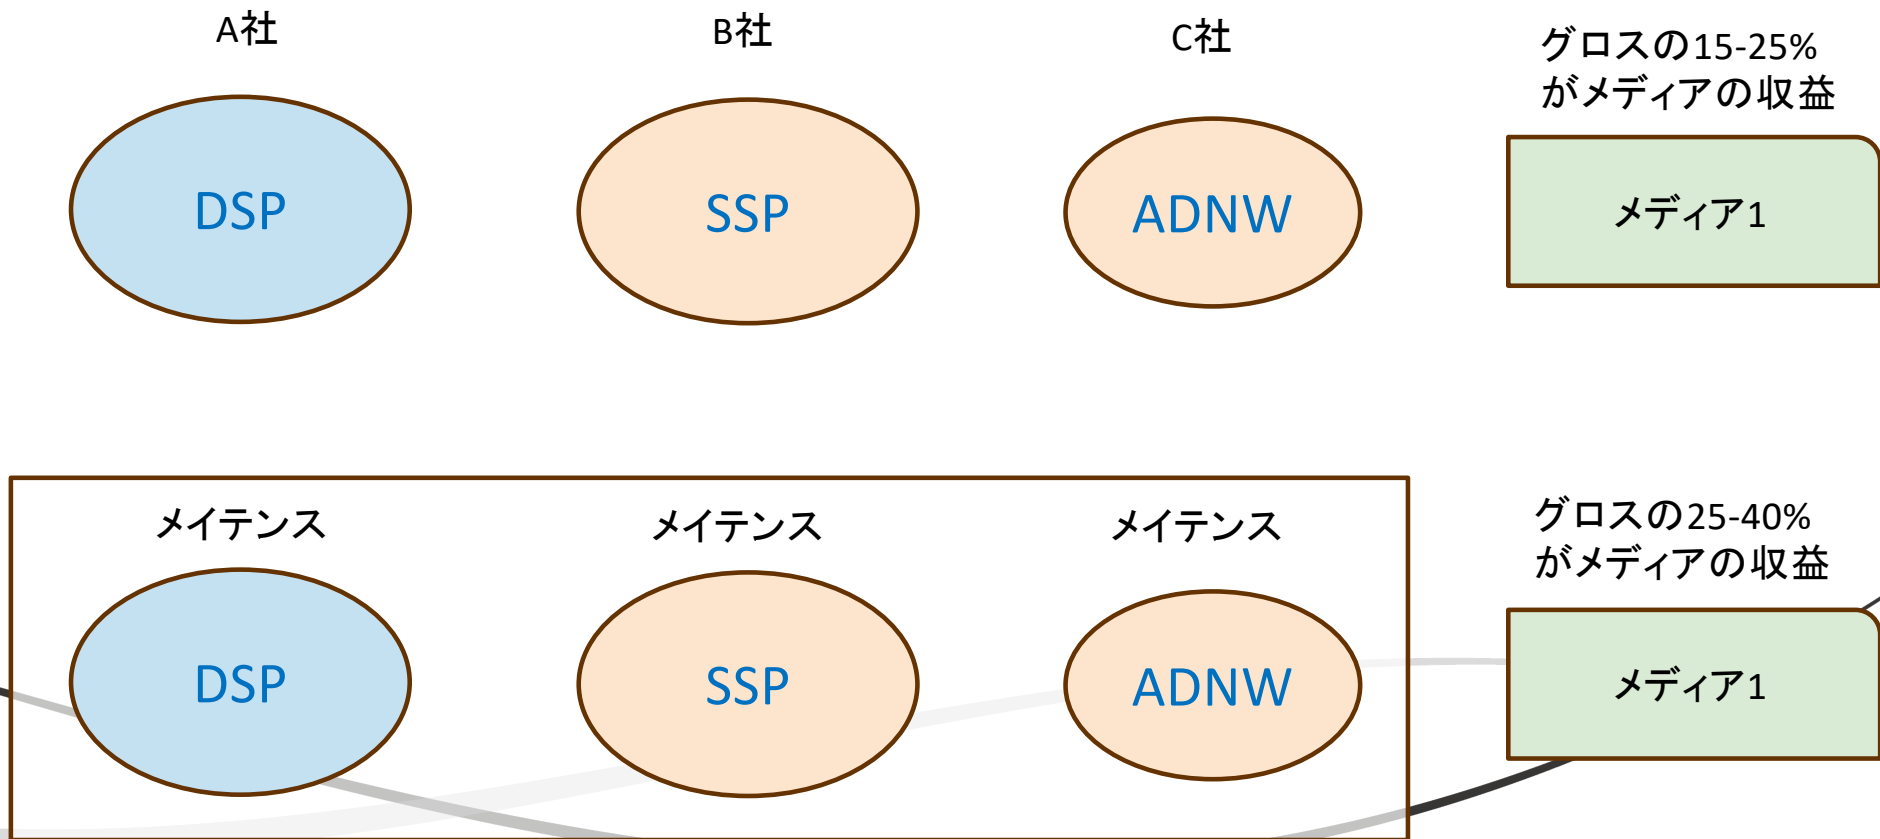 A社
B社
C社
グロスの15-25%
がメディアの収益
DSP
SSP
ADNW
メディア1
メイテンス
メイテンス
メイテンス
グロスの25-40%
がメディアの収益
DSP
SSP
ADNW
メディア1